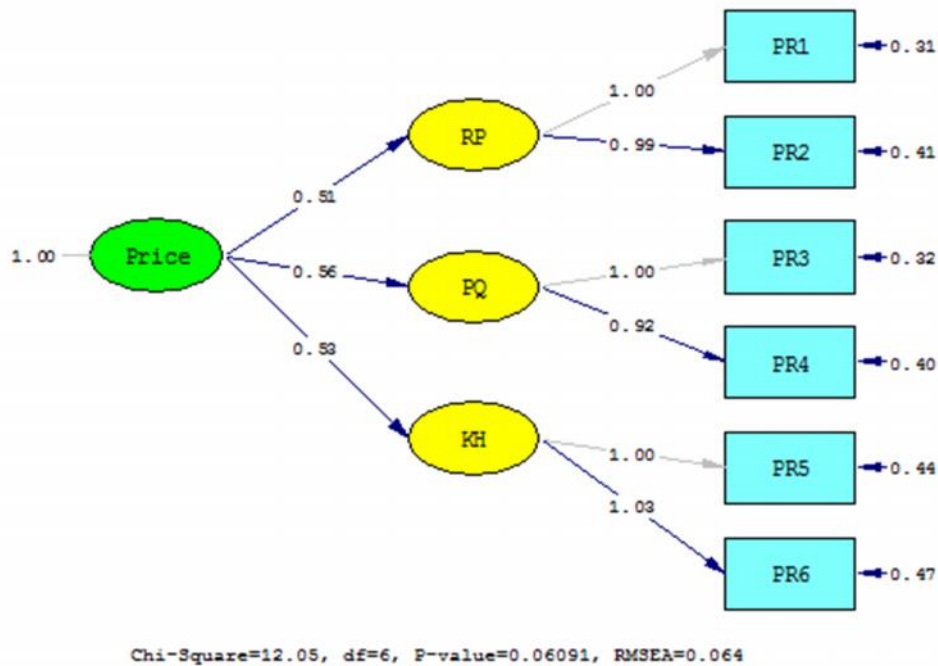 PR1
0.31
1.00
RP
0.99
PR2
0.41
0.51
1.00
Price
0.56
PQ
1.00
PR3
0.32
0.92
0.53
PR4
0.40
KH
1.00
PR5
0.44
1.03
PR6
0.47
Chi-Square=12.05, df=6, P-value=0.06091, RMSEA=0.064